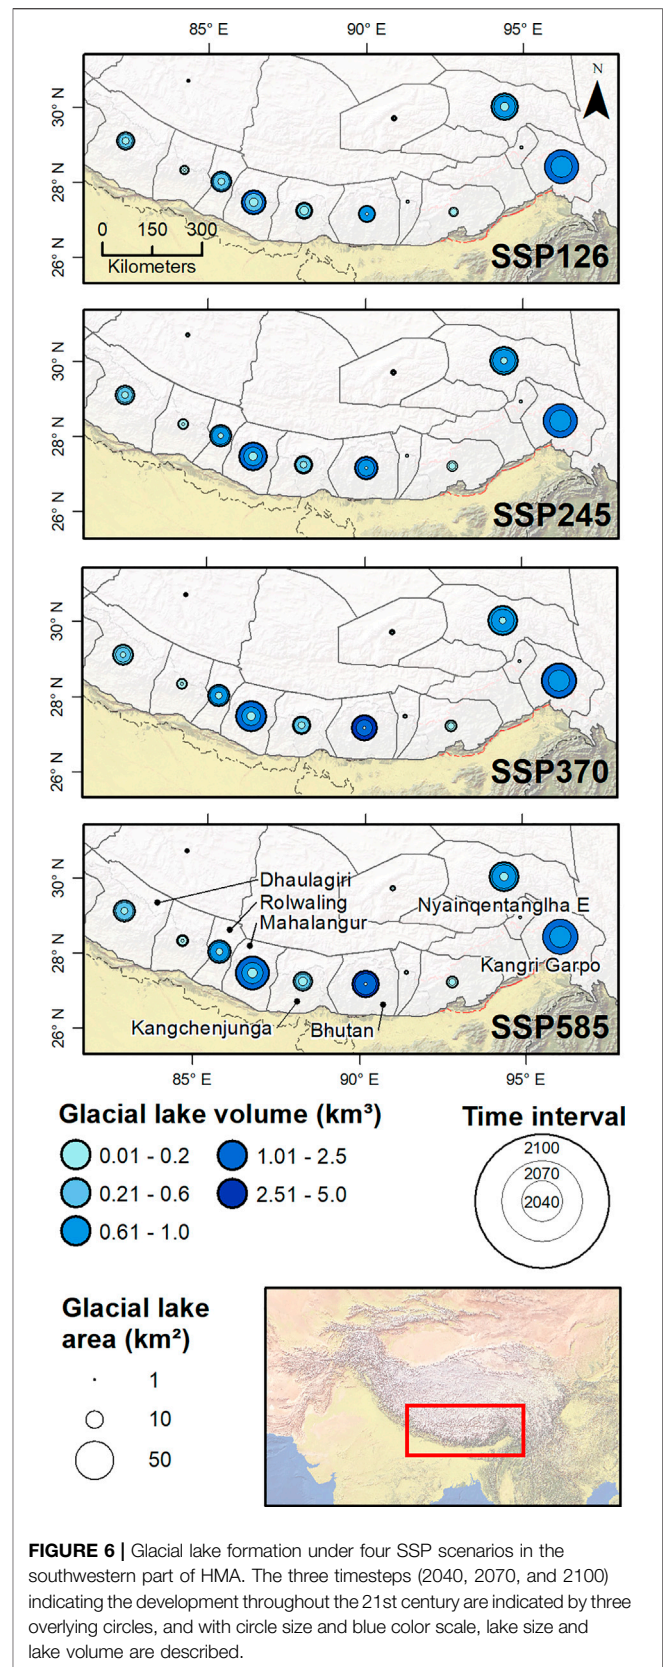 85° E 90° E 95° E
N
30° N
28° N
26° N
0 150 300
Kilometers
SSP126
30° N
28° N
26° N
SSP245
30° N
28° N
26° N
SSP370
30° N
28° N
26° N
Dhaulagiri
Rolwaling
Mahalangur
Nyainqentanglha E
Kangri Garpo
Kangchenjunga
Bhutan
SSP585
85° E 90° E 95° E
Glacial lake volume (km³)
0.01 - 0.2
0.21 - 0.6
0.61 - 1.0
1.01 - 2.5
2.51 - 5.0
Time interval
2100
2070
2040
Glacial lake
area (km²)
1
10
50
FIGURE 6 | Glacial lake formation under four SSP scenarios in the
southwestern part of HMA. The three timesteps (2040, 2070, and 2100)
indicating the development throughout the 21st century are indicated by three
overlying circles, and with circle size and blue color scale, lake size and
lake volume are described.